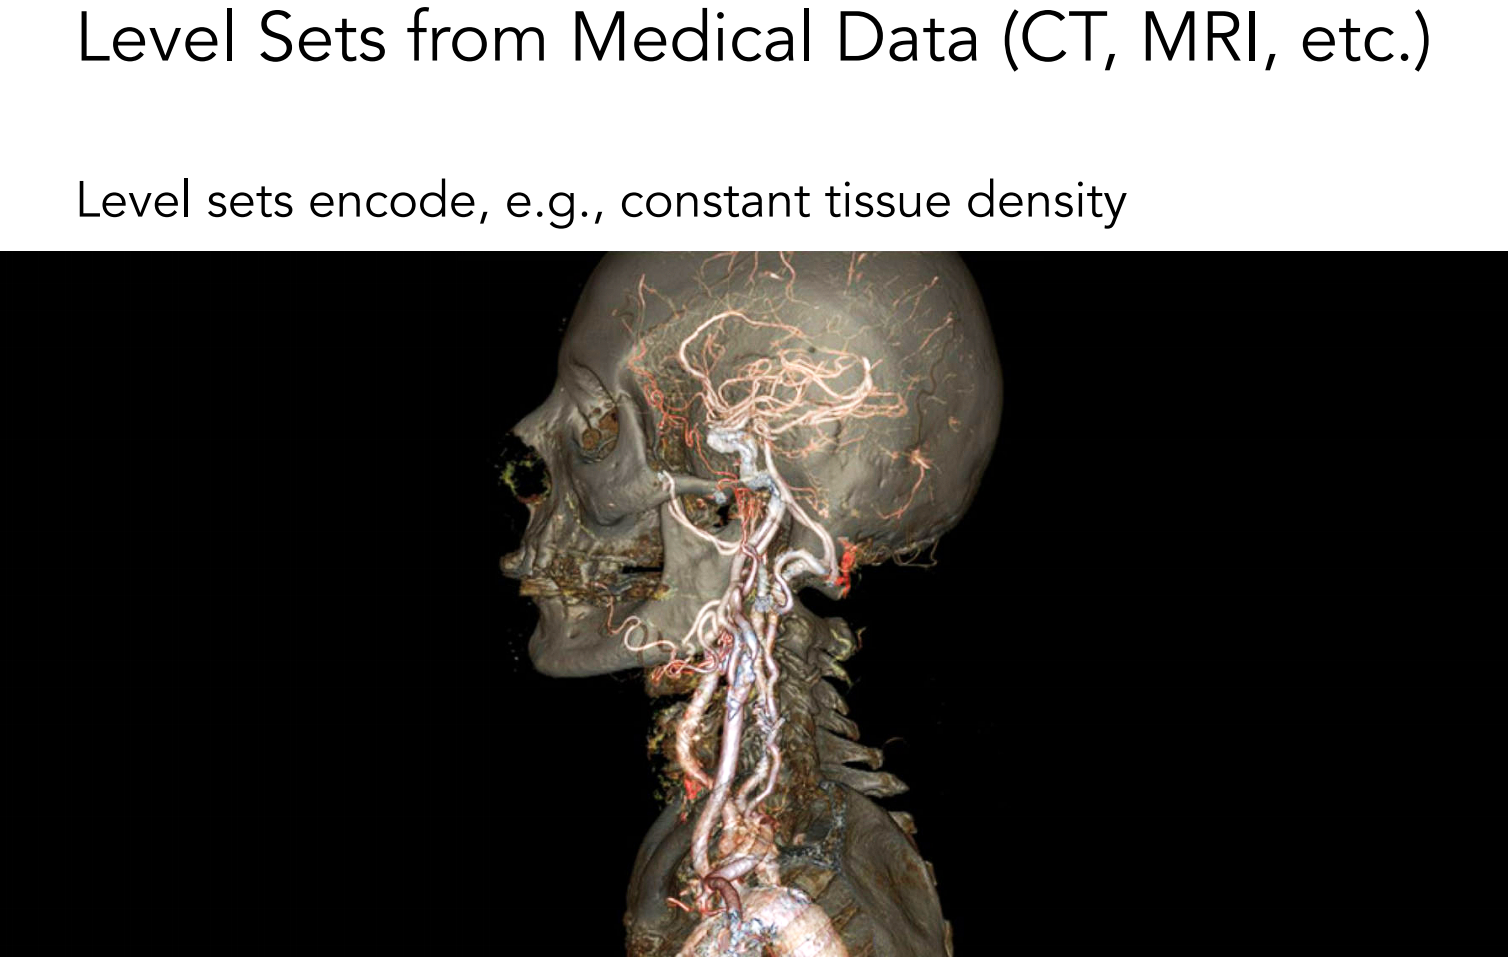 Level Sets from Medical Data (CT, MRI, etc.)
Level sets encode, e.g., constant tissue density